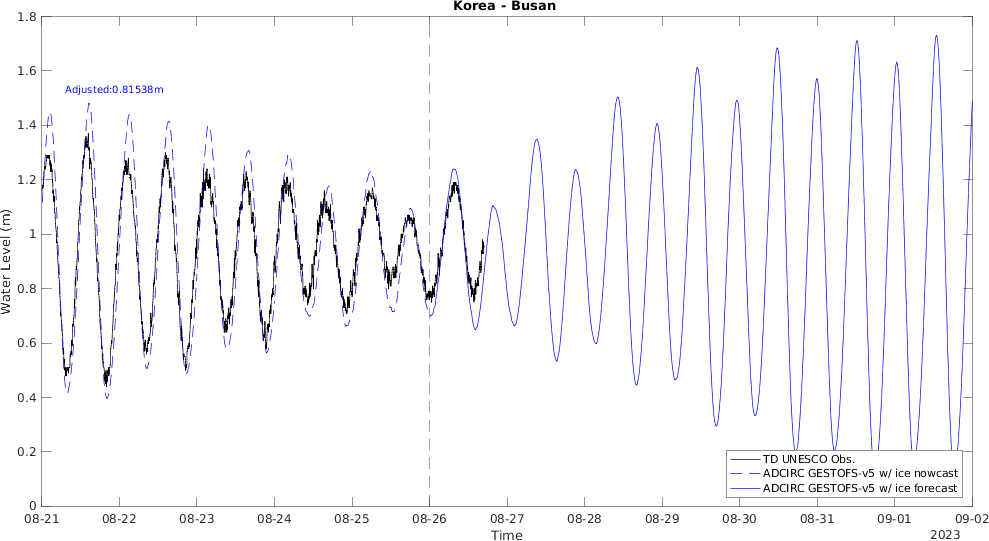 Korea - Busan
Water Level (m)
1.8
1.6
1.4
1.2
1
0.8
0.6
0.4
0.2
0
Adjusted:0.81538m
TD UNESCO Obs.
ADCIRC GESTOFS-v5 w/ ice nowcast
ADCIRC GESTOFS-v5 w/ ice forecast
08-21 08-22 08-23 08-24 08-25 08-26 08-27 08-28 08-29 08-30 08-31 09-01 09-02
Time
2023